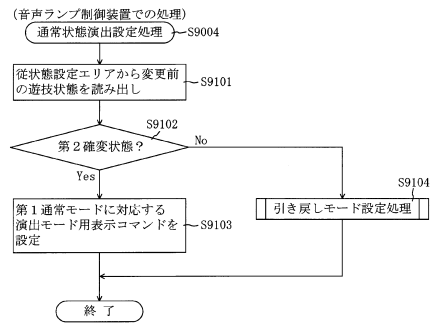 (音声ランプ制御装置での処理)
通常状態演出設定処理
S9004
従状態設定エリアから変更前
の遊技状態を読み出し
S9101
S9102
第2確変状態?
No
Yes
S9104
第1通常モードに対応する
演出モード用表示コマンドを
設定
S9103
引き戻しモード設定処理
終了